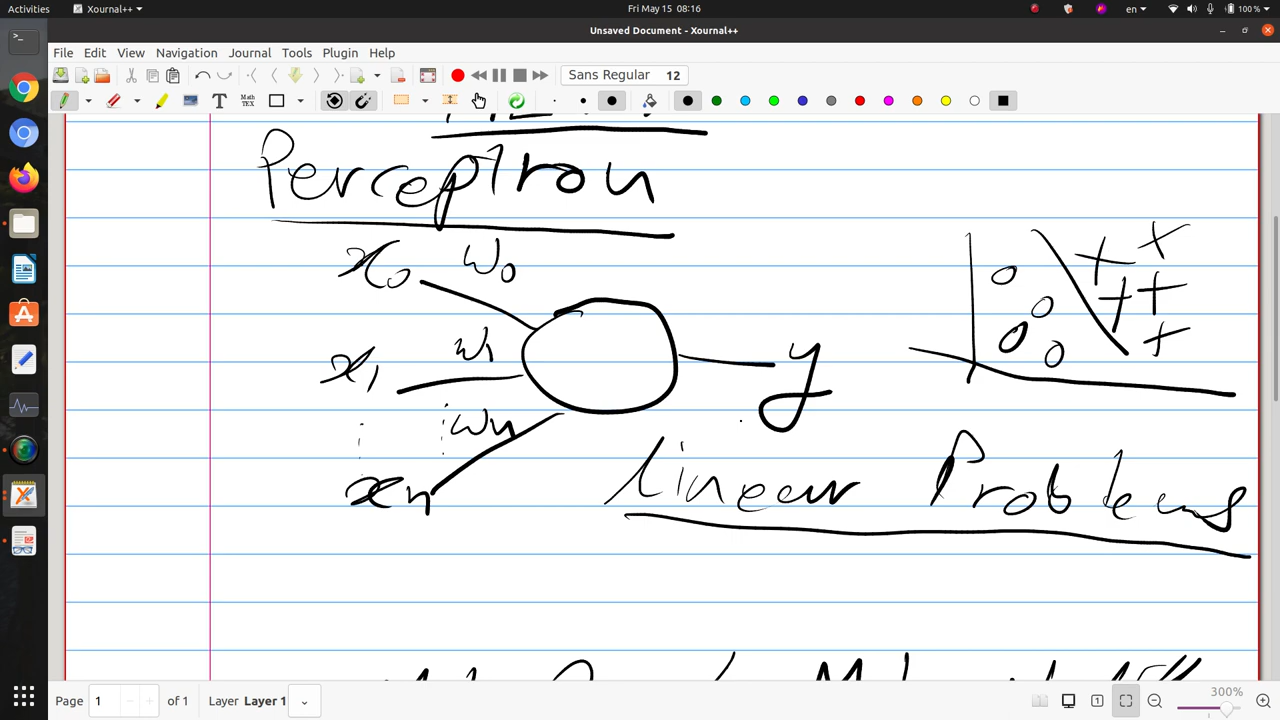 Activities Xournal++ Fri May 15 08:16 en 100 %
Unsaved Document - Xournal++
File Edit View Navigation Journal Tools Plugin Help
Sans Regular 12
Perceptron
x0 w0
x1 w1
wn
xn
y
Linear Problems
Page 1 of 1 Layer Layer 1 300%